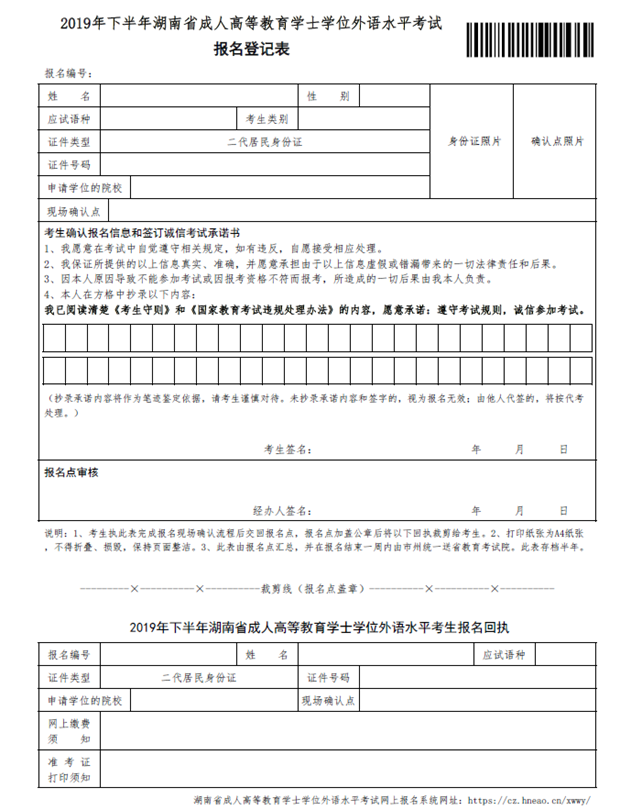 2019年下半年湖南省成人高等教育学士学位外语水平考试
报名登记表
报名编号：
姓 名 性 别
应试语种 考生类别
证件类型 二代居民身份证 身份证照片 确认点照片
证件号码
申请学位的院校
现场确认点
考生确认报名信息和签订诚信考试承诺书
1、我愿意在考试中自觉遵守相关规定，如有违反，自愿接受相应处理。
2、我保证所提供的以上信息真实、准确，并愿意承担由于以上信息虚假或错漏带来的一切法律责任和后果。
3、因本人原因导致不能参加考试或因报考资格不符而报考，所造成的一切后果由我本人负责。
4、本人在方格中抄录以下内容：
我已阅读清楚《考生守则》和《国家教育考试违规处理办法》的内容，愿意承诺：遵守考试规则，诚信参加考试。
（抄录承诺内容将作为笔迹鉴定依据，请考生谨慎对待。未抄录承诺内容和签字的，视为报名无效；由他人代签的，将按代考
处理。）
考生签名： 年 月 日
报名点审核
经办人签名： 年 月 日
说明：1、考生执此表完成报名现场确认流程后交回报名点，报名点加盖公章后将以下回执裁剪给考生。2、打印纸张为A4纸张
，不得折叠、损毁，保持页面整洁。3、此表由报名点汇总，并在报名结束一周内由市州统一送省教育考试院。此表存档半年。
---------×---------×---------裁剪线（报名点盖章）---------×---------×---------
2019年下半年湖南省成人高等教育学士学位外语水平考生报名回执
报名编号 姓 名 应试语种
证件类型 二代居民身份证 证件号码
申请学位的院校 现场确认点
网上缴费
须 知
准 考 证
打印须知
湖南省成人高等教育学士学位外语水平考试网上报名系统网址：https://cz.hneao.cn/xwwy/